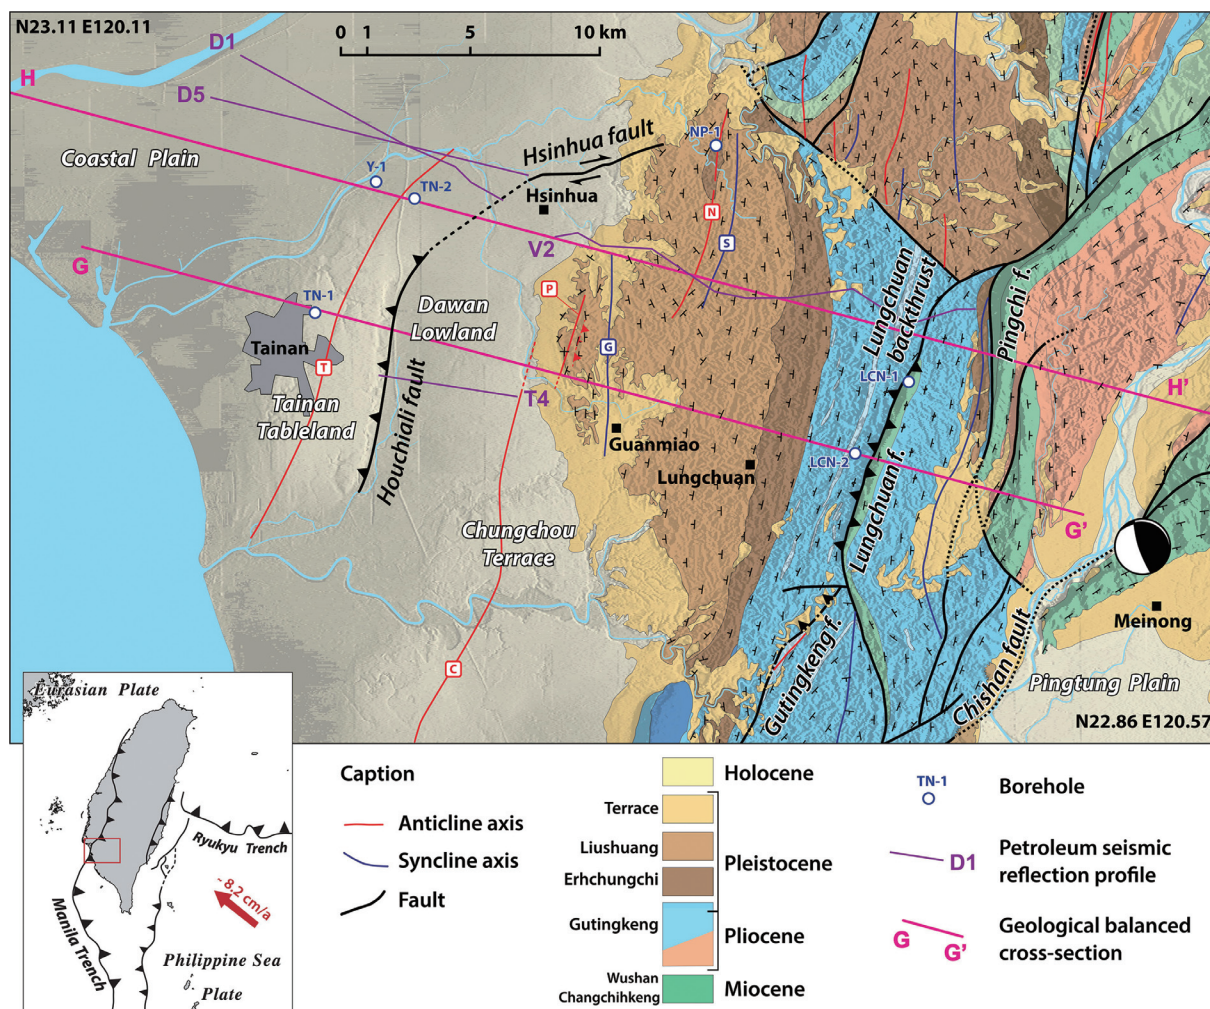 N23.11 E120.11
D1
0 1 5 10 km
H
D5
Coastal Plain
Hsinhua fault
NP-1
Y-1
TN-2
Hsinhua
N
S
V2
G
TN-1
P
Dawan
Lowland
Lungchuan
backthrust
Pingchi f.
Tainan
T
G
LCN-1
H'
Tainan
Tableland
Houchiali fault
T4
Guanmiao
Lungchuan
LCN-2
Lungchuan f.
G'
Chungchou
Terrace
Meinong
C
Gutingkeng f.
Chishan fault
Pingtung Plain
N22.86 E120.57
Eurasian Plate
Ryukyu Trench
- 8.2 cm/a
Manila Trench
Philippine Sea
Plate
Caption
Anticline axis
Syncline axis
Fault
Holocene
Terrace
Liushuang
Pleistocene
Erhchungchi
Gutingkeng
Pliocene
Wushan
Changchihkeng
Miocene
TN-1
Borehole
D1
Petroleum seismic
reflection profile
G
G'
Geological balanced
cross-section